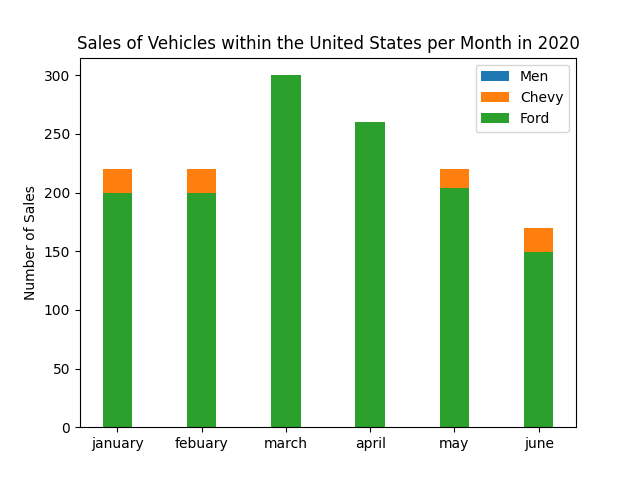 Sales of Vehicles within the United States per Month in 2020
Men
Chevy
Ford
Number of Sales
300
250
200
150
100
50
0
january
febuary
march
april
may
june